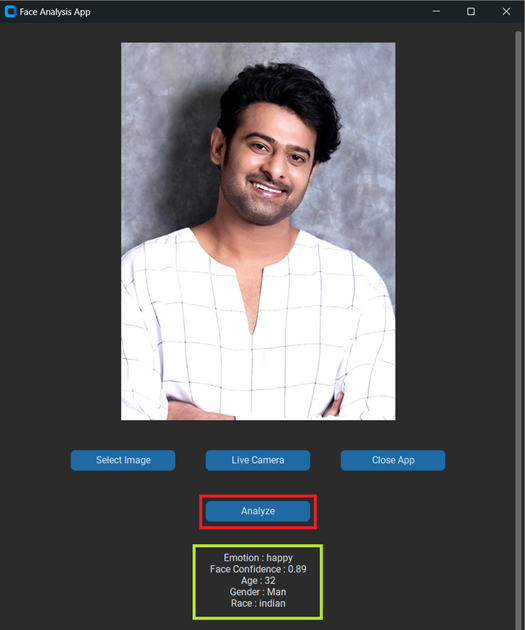 Face Analysis App
Select Image
Live Camera
Close App
Analyze
Emotion : happy
Face Confidence : 0.89
Age : 32
Gender : Man
Race : indian